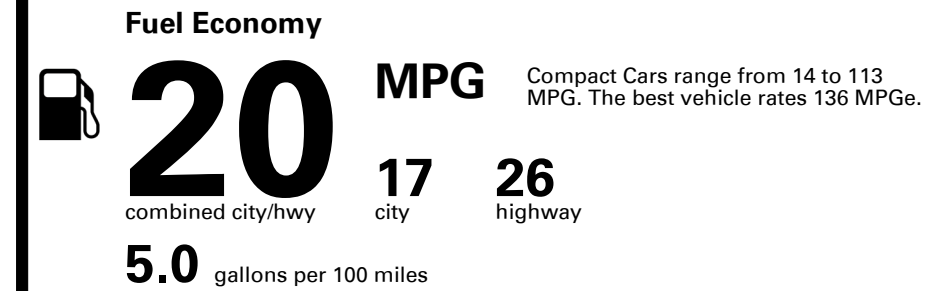 Fuel Economy
20 MPG
Compact Cars range from 14 to 113
MPG. The best vehicle rates 136 MPGe.
17 26
combined city/hwy city highway
5.0 gallons per 100 miles